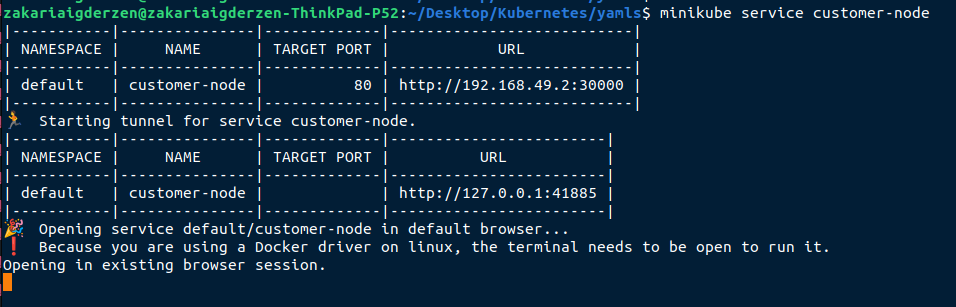 zakariaigderzen@zakariaigderzen-ThinkPad-P52:~/Desktop/Kubernetes/yamls$ minikube service customer-node
|-----------|---------------|-------------|---------------------------|
| NAMESPACE |     NAME      | TARGET PORT |            URL            |
|-----------|---------------|-------------|---------------------------|
| default   | customer-node |          80 | http://192.168.49.2:30000 |
|-----------|---------------|-------------|---------------------------|
🏃  Starting tunnel for service customer-node.
|-----------|---------------|-------------|------------------------|
| NAMESPACE |     NAME      | TARGET PORT |          URL           |
|-----------|---------------|-------------|------------------------|
| default   | customer-node |             | http://127.0.0.1:41885 |
|-----------|---------------|-------------|------------------------|
🎉  Opening service default/customer-node in default browser...
❗  Because you are using a Docker driver on linux, the terminal needs to be open to run it.
Opening in existing browser session.